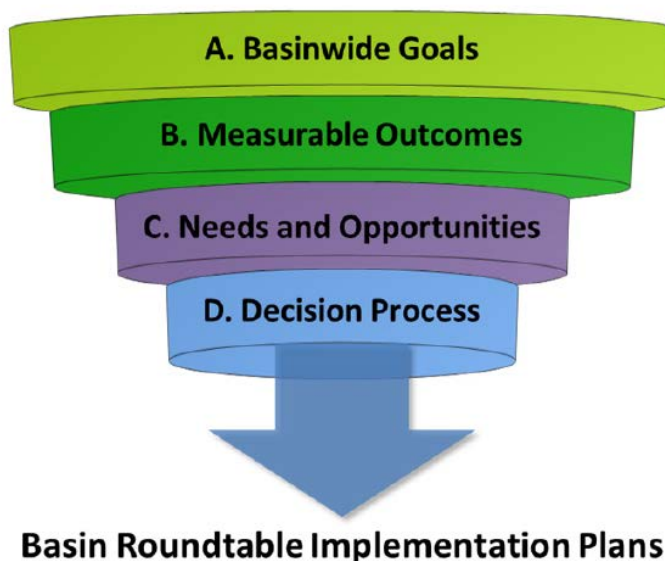 A. Basinwide Goals
B. Measurable Outcomes
C. Needs and Opportunities
D. Decision Process
Basin Roundtable Implementation Plans